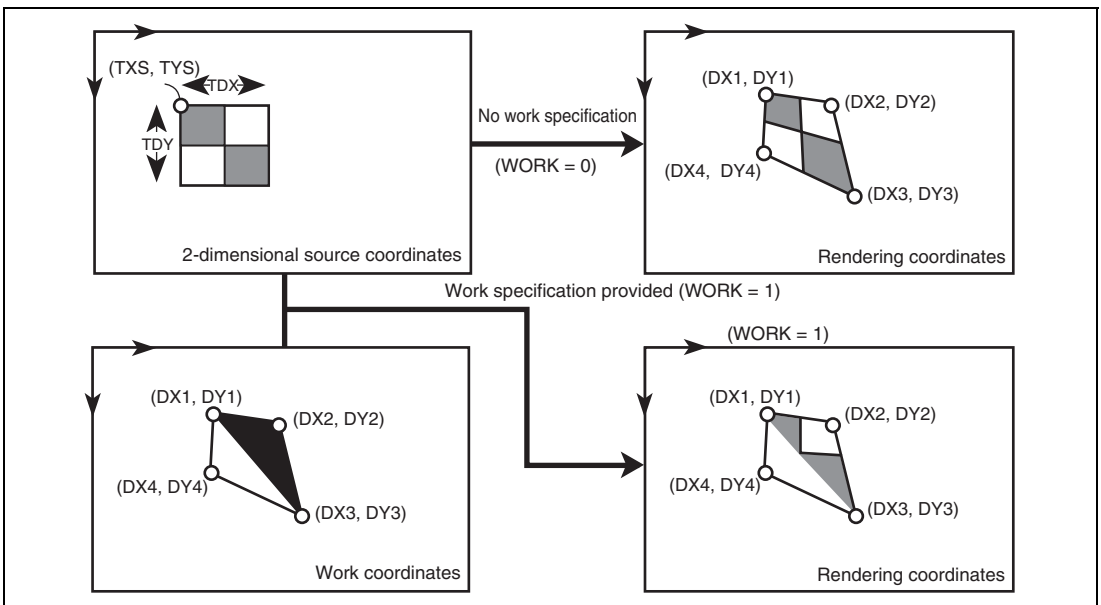 (TXS, TYS)
TDX
TDY
2-dimensional source coordinates
No work specification
(WORK = 0)
(DX1, DY1)
(DX2, DY2)
(DX4, DY4)
(DX3, DY3)
Rendering coordinates
Work specification provided (WORK = 1)
(DX1, DY1)
(DX2, DY2)
(DX4, DY4)
(DX3, DY3)
Work coordinates
(WORK = 1)
(DX1, DY1)
(DX2, DY2)
(DX4, DY4)
(DX3, DY3)
Rendering coordinates